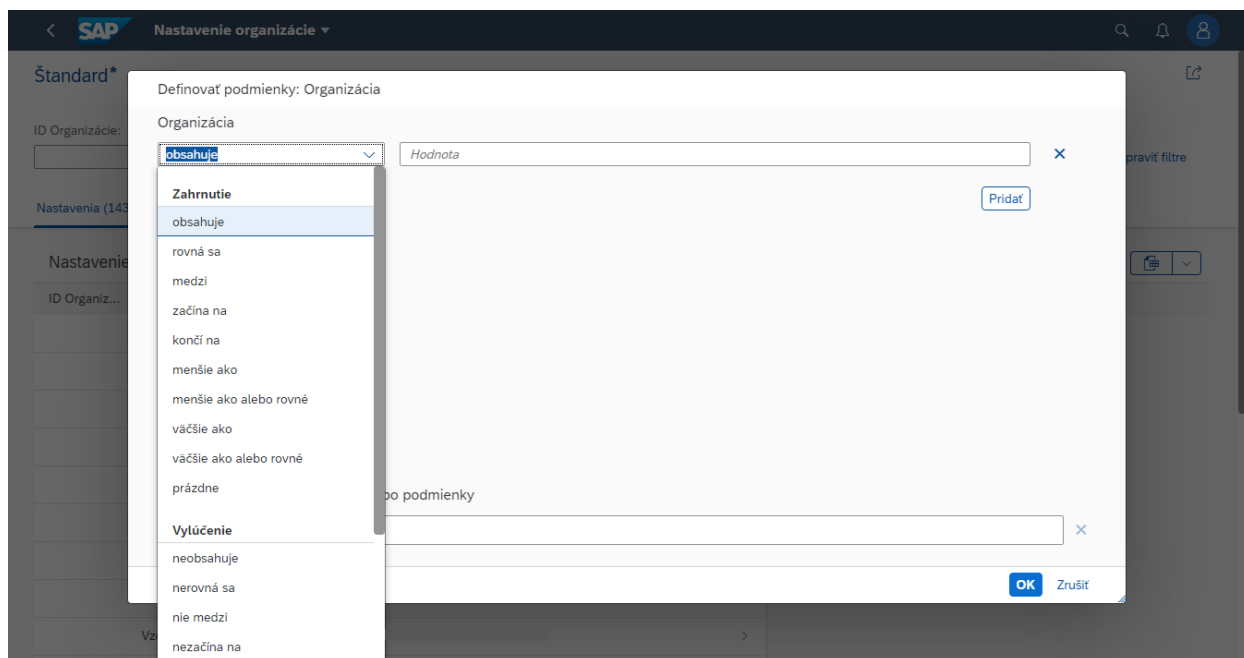 SAP Nastavenie organizácie
Štandard*
Definovať podmienky: Organizácia
ID Organizácie:
Organizácia
obsahuje
Hodnota
praviť filtre
Zahrnutie
Pridať
Nastavenia (143
obsahuje
rovná sa
Nastavenie
medzi
ID Organiz...
začína na
končí na
menšie ako
menšie ako alebo rovné
väčšie ako
väčšie ako alebo rovné
prázdne
bo podmienky
Vylúčenie
neobsahuje
nerovná sa
OK Zrušiť
nie medzi
Vz
nezačína na